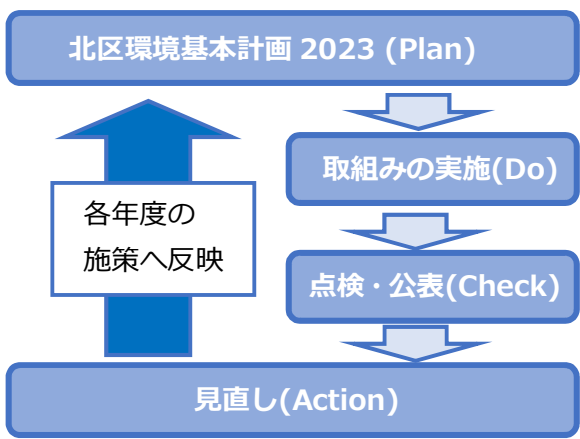 北区環境基本計画 2023 (Plan)
取組みの実施(Do)
各年度の
施策へ反映
点検・公表(Check)
見直し(Action)